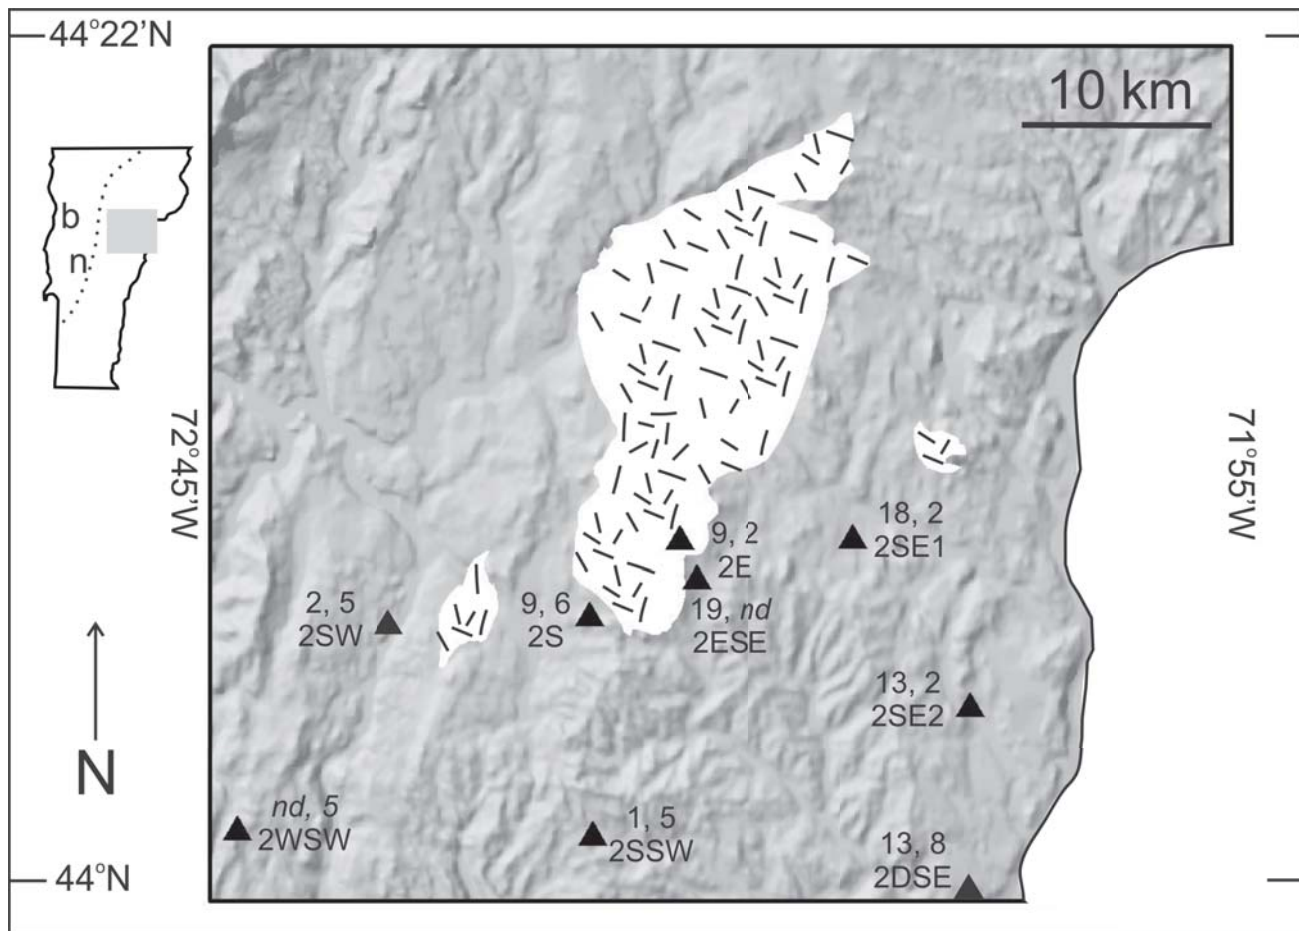 44°22’N
10 km
b
n
72°45’W
71°55’W
18, 2
2SE1
9, 2
2E
2, 5
2SW
9, 6
2S
19, nd
2ESE
13, 2
2SE2
N
nd, 5
2WSW
1, 5
2SSW
13, 8
2DSE
44°N